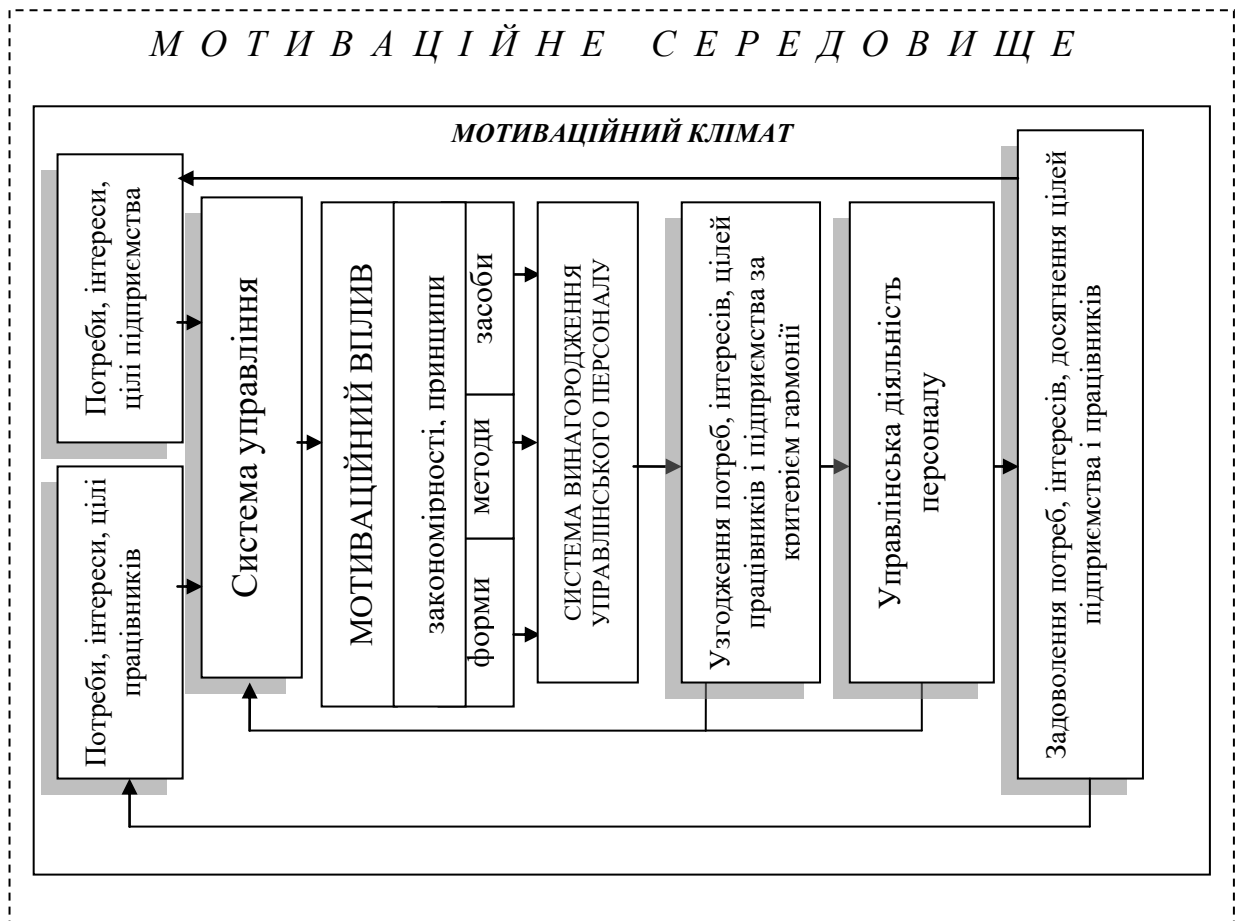 МОТИВАЦІЙНЕ СЕРЕДОВИЩЕ
МОТИВАЦІЙНИЙ КЛІМАТ
Потреби, інтереси, цілі
працівників
Потреби, інтереси,
цілі підприємства
Система управління
МОТИВАЦІЙНИЙ ВПЛИВ
закономірності, принципи
форми
методи
засоби
СИСТЕМА ВИНАГОРОДЖЕННЯ
УПРАВЛІНСЬКОГО ПЕРСОНАЛУ
Узгодження потреб, інтересів, цілей
працівників і підприємства за
критерієм гармонії
Управлінська діяльність
персоналу
Задоволення потреб, інтересів, досягнення цілей
підприємства і працівників